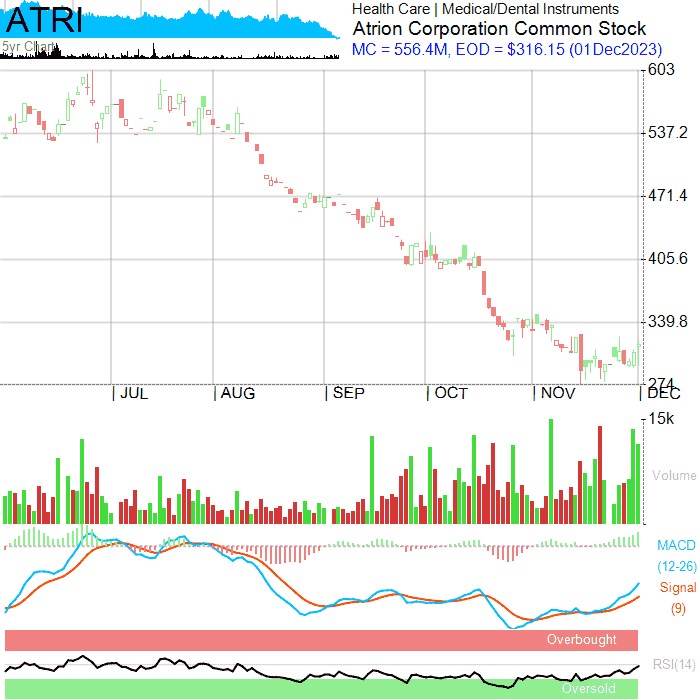 ATRI
5yr Chart
Health Care | Medical/Dental Instruments
Atrion Corporation Common Stock
MC = 556.4M, EOD = $316.15 (01Dec2023)
603
537.2
471.4
405.6
339.8
274
JUL
AUG
SEP
OCT
NOV
DEC
15k
Volume
MACD
(12-26)
Signal
(9)
Overbought
RSI(14)
Oversold